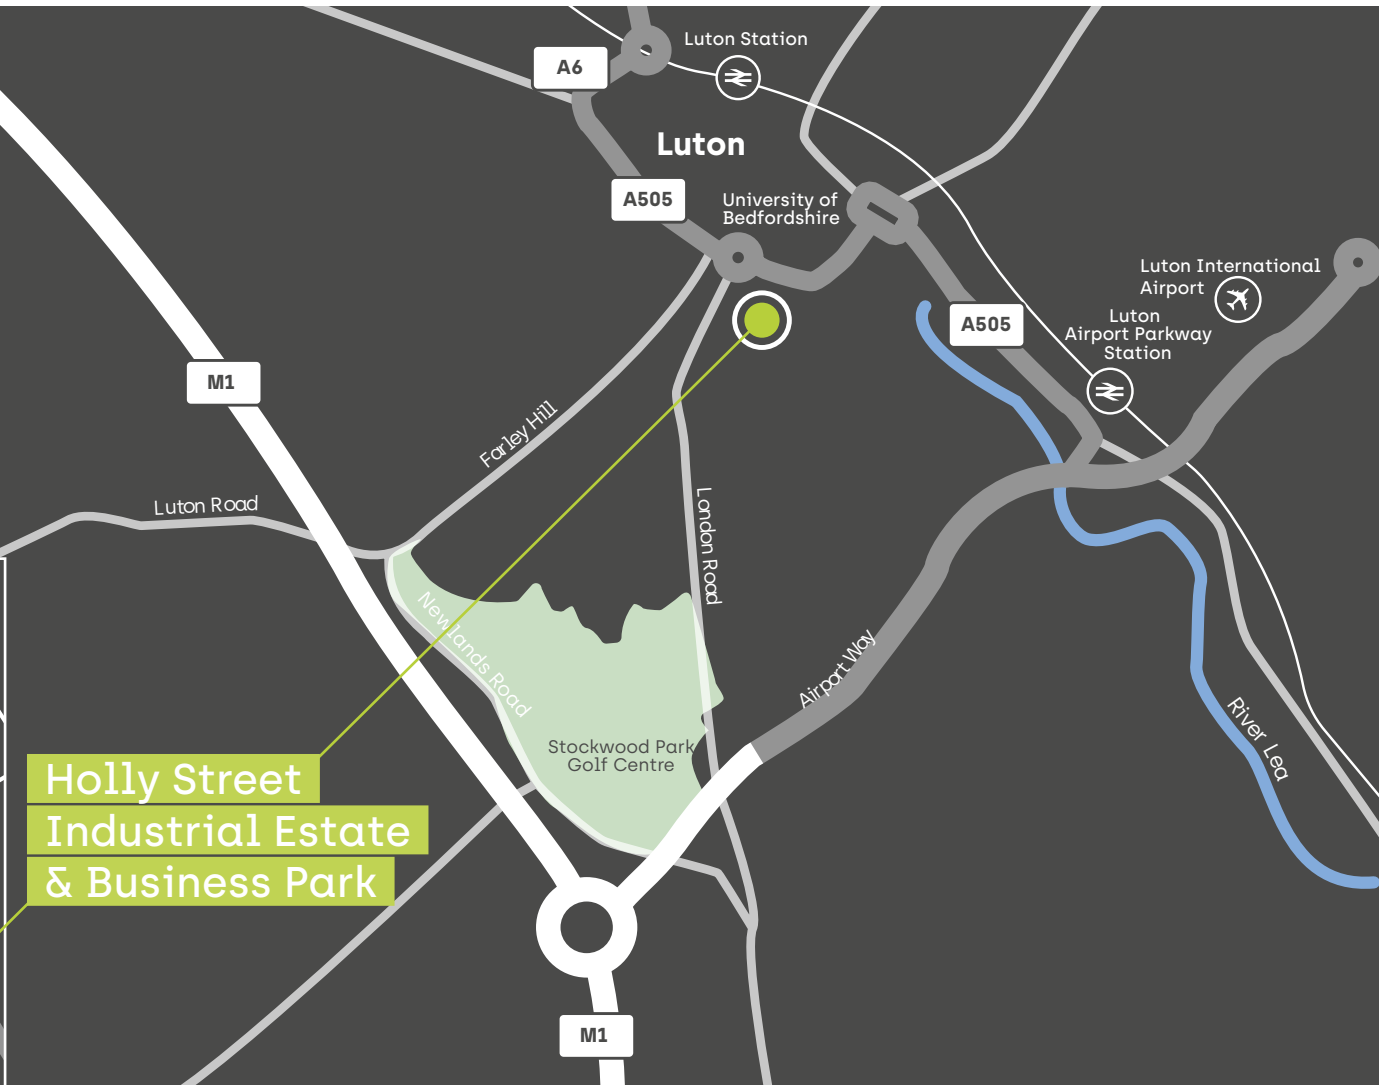 Luton Station
A6
Luton
A505
University of
Bedfordshire
Luton International
Airport
A505
Luton
Airport Parkway
Station
M1
Farley Hill
Luton Road
London Road
Newlands Road
Airport Way
River Lea
Stockwood Park
Golf Centre
Holly Street
Industrial Estate
& Business Park
M1